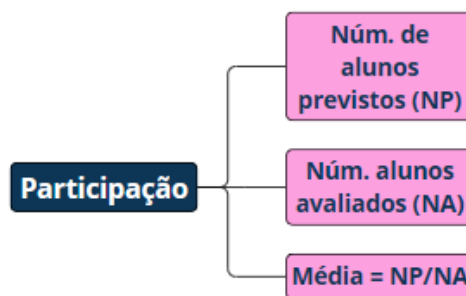 Núm. de
alunos
previstos (NP)
Participação
Núm. alunos
avaliados (NA)
Média = NP/NA